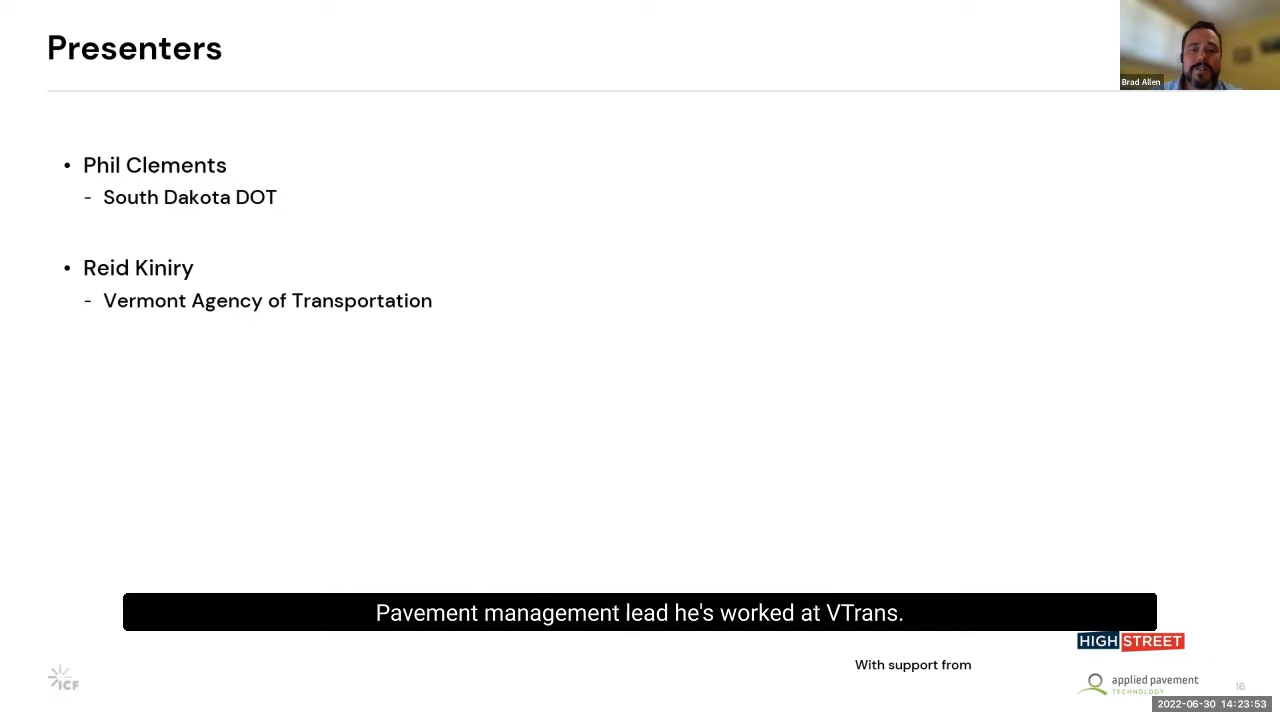 Presenters
Brad Allen
• Phil Clements
- South Dakota DOT
• Reid Kiniry
- Vermont Agency of Transportation
Pavement management lead he's worked at VTrans.
HIGH STREET
With support from
ICF
applied pavement
TECHNOLOGY
16
2022-06-30 14:23:53